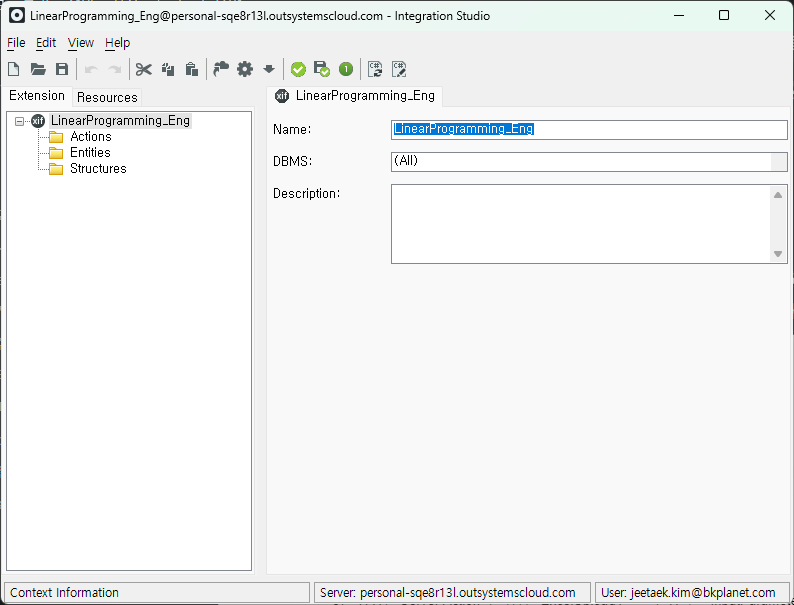 LinearProgramming_Eng@personal-sqe8r13l.outsystemscloud.com - Integration Studio
File Edit View Help
Extension Resources
LinearProgramming_Eng
Actions
Entities
Structures
xif LinearProgramming_Eng
Name: LinearProgramming_Eng
DBMS: (All)
Description:
Context Information
Server: personal-sqe8r13l.outsystemscloud.com
User: jeetaek.kim@bkplanet.com